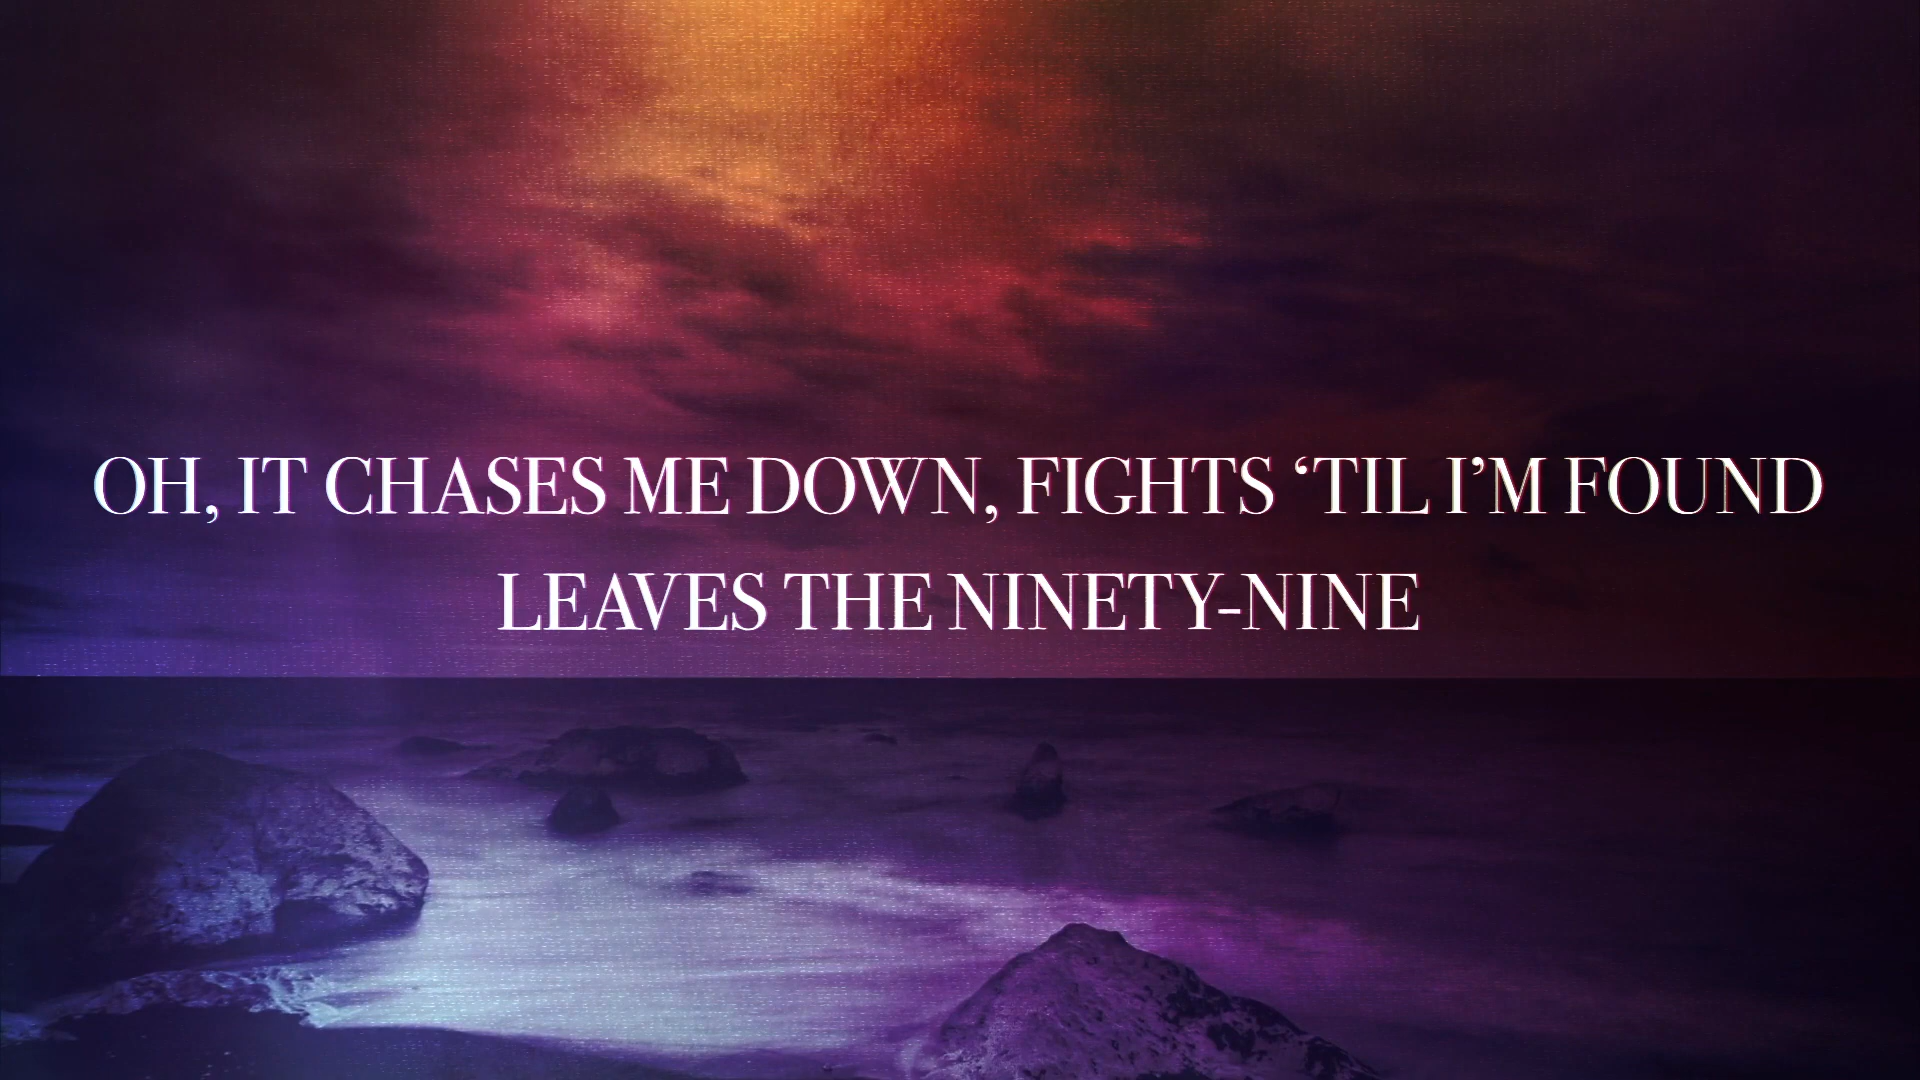 OH, IT CHASES ME DOWN, FIGHTS ‘TIL I’M FOUND
LEAVES THE NINETY-NINE